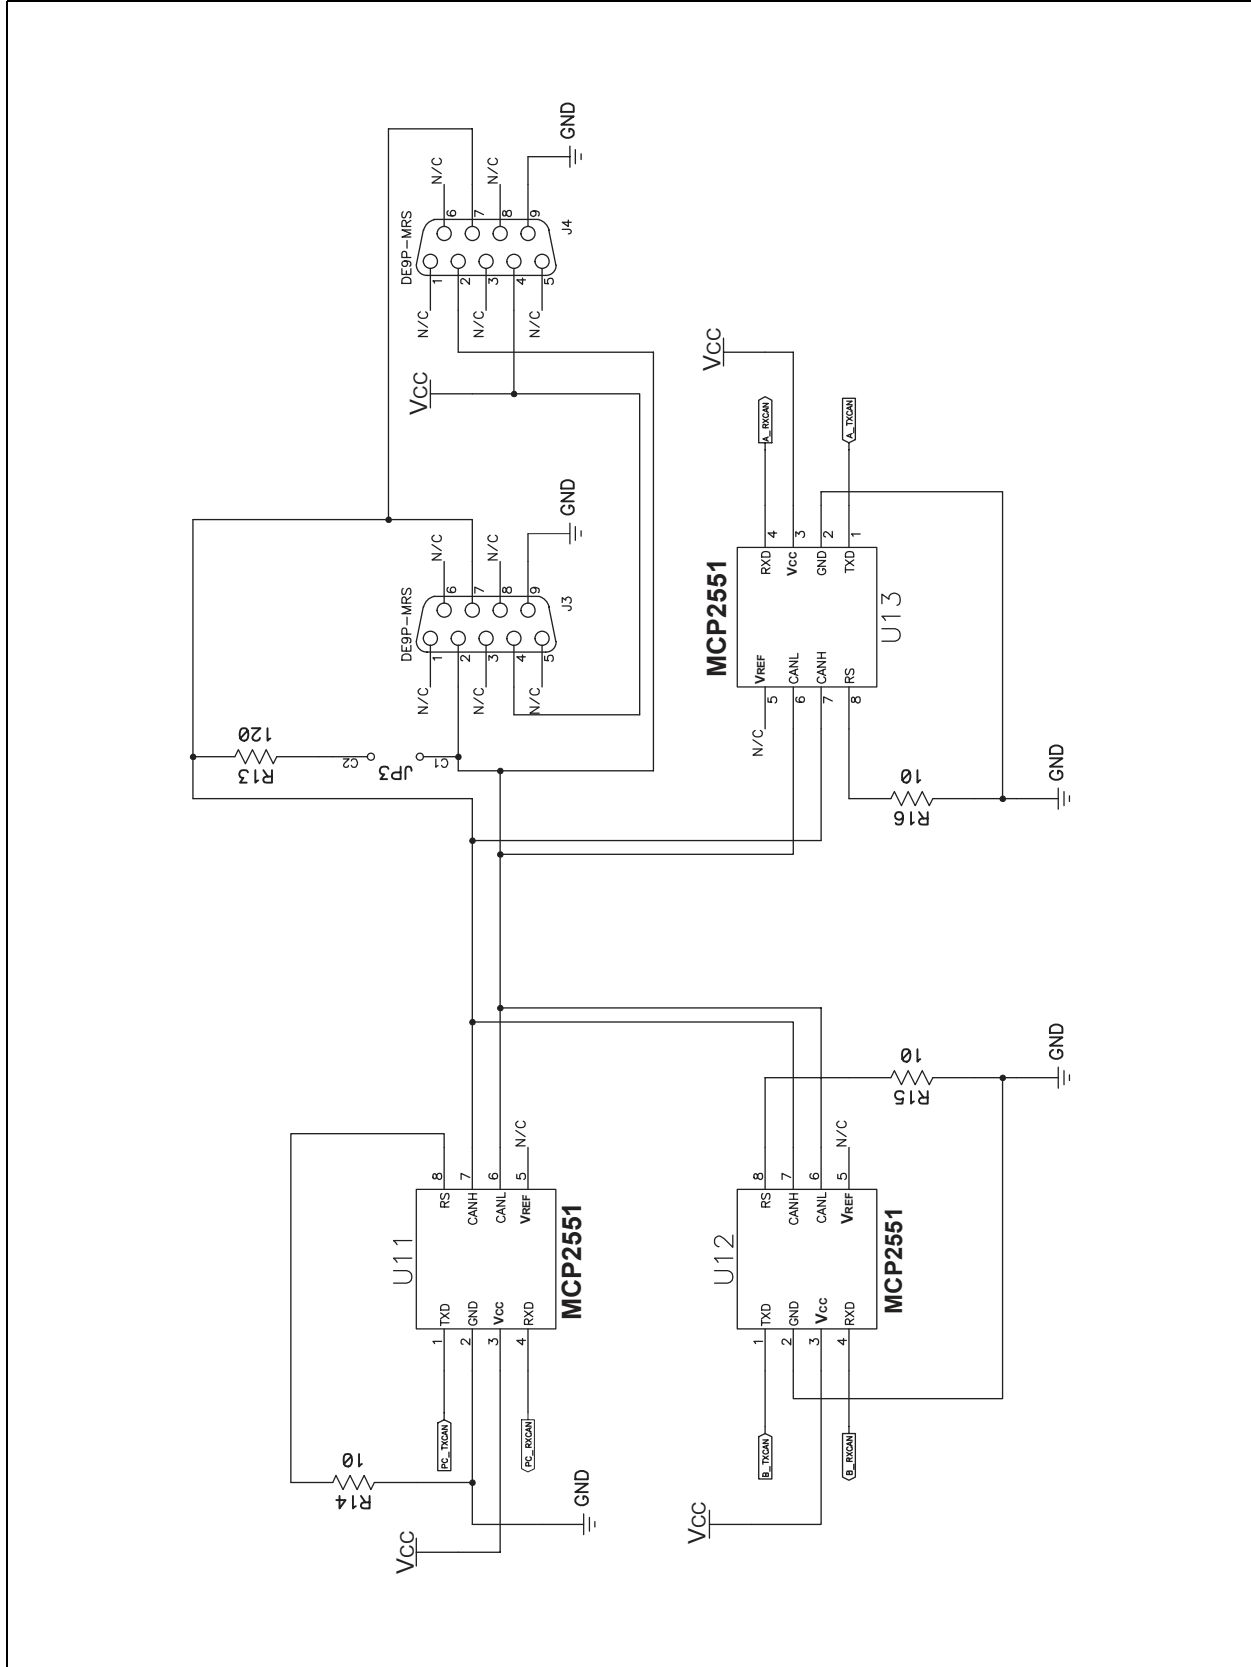 GND
N/C
N/C
DE9P-MRS
6
7
8
9
J4
1
2
3
4
5
N/C
N/C
N/C
VCC
GND
N/C
N/C
DE9P-MRS
6
7
8
9
J3
1
2
3
4
5
N/C
N/C
N/C
R13
120
C2
JP3
C1
VCC
A_RXCAN
A_TXCAN
4
3
2
1
MCP2551
RXD
VCC
GND
TXD
U13
VREF
CANL
CANH
RS
5
6
7
8
N/C
R16
10
GND
R15
10
GND
N/C
8
7
6
5
RS
CANH
CANL
VREF
U11
MCP2551
TXD
GND
VCC
RXD
1
2
3
4
PC_TXCAN
PC_RXCAN
R14
10
GND
VCC
N/C
8
7
6
5
RS
CANH
CANL
VREF
U12
MCP2551
TXD
GND
VCC
RXD
1
2
3
4
B_TXCAN
B_RXCAN
VCC